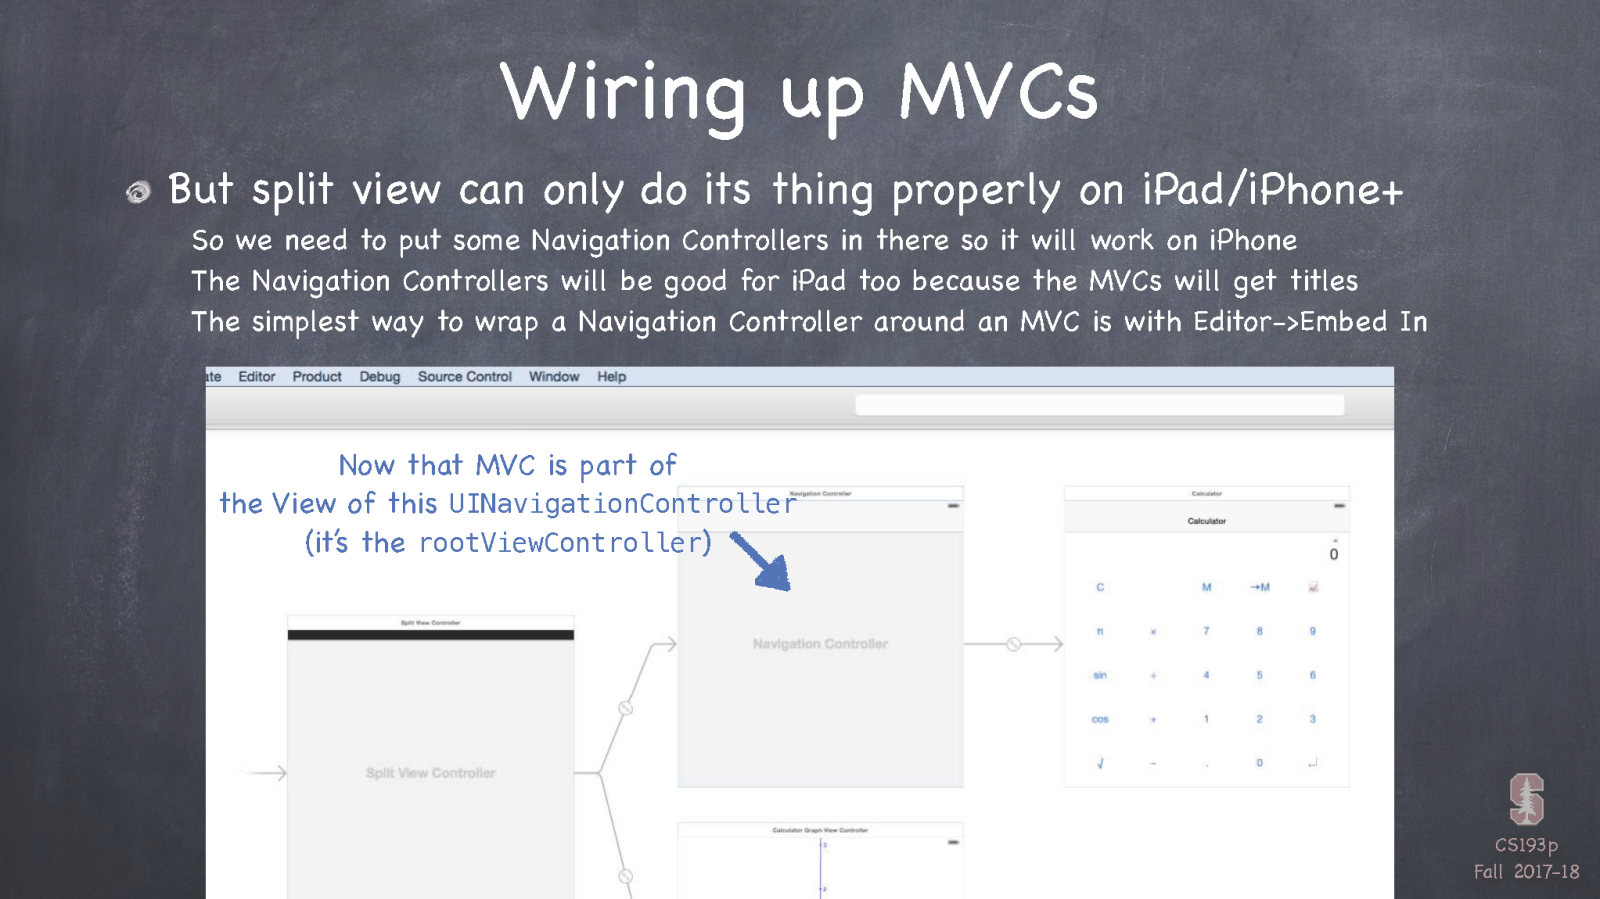 Wiring up MVCs
But split view can only do its thing properly on iPad/iPhone+
So we need to put some Navigation Controllers in there so it will work on iPhone
The Navigation Controllers will be good for iPad too because the MVCs will get titles
The simplest way to wrap a Navigation Controller around an MVC is with Editor->Embed In
ate Editor Product Debug Source Control Window Help
Now that MVC is part of
the View of this UINavigationController
(it's the rootViewController)
Navigation Controller
Navigation Controller
Calculator
Calculator
0
C M →M
π × 7 8 9
sin ÷ 4 5 6
cos + 1 2 3
√ − . 0 ↵
Split View Controller
Split View Controller
Calculator Graph View Controller
3
2
CS193p
Fall 2017-18